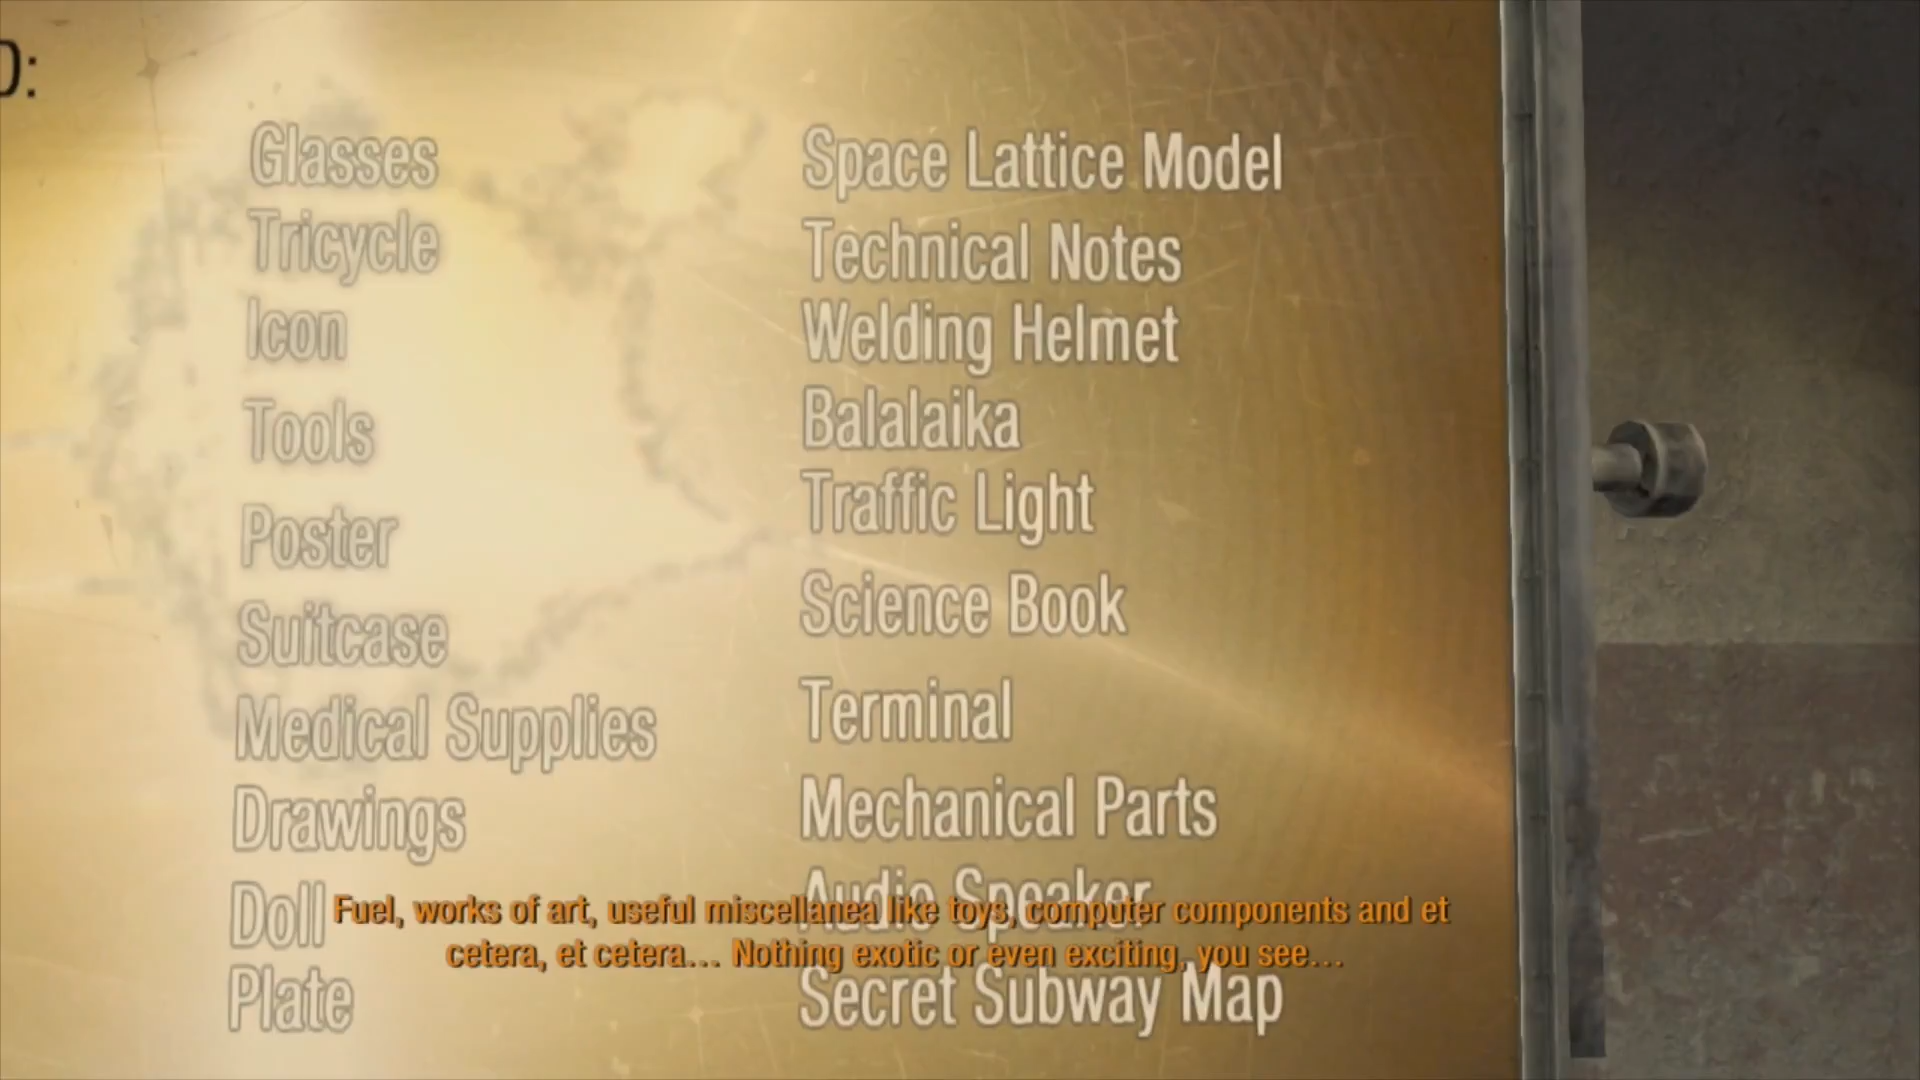 D:
Glasses
Tricycle
Icon
Tools
Poster
Suitcase
Medical Supplies
Drawings
Doll
Plate
Space Lattice Model
Technical Notes
Welding Helmet
Balalaika
Traffic Light
Science Book
Terminal
Mechanical Parts
Audio Speaker
Secret Subway Map
Fuel, works of art, useful miscellanea like toys, computer components and et
cetera, et cetera… Nothing exotic or even exciting, you see…